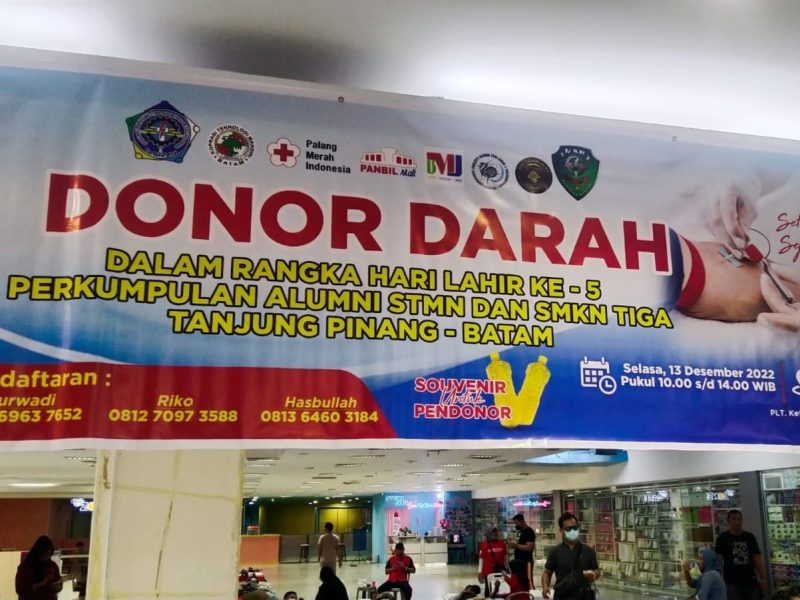 Palang
Merah
Indonesia
PANBIL Mall
DONOR DARAH
DALAM RANGKA HARI LAHIR KE - 5
PERKUMPULAN ALUMNI STMN DAN SMKN TIGA
TANJUNG PINANG - BATAM
daftaran :
urwadi
6963 7652
Riko
0812 7097 3588
Hasbullah
0813 6460 3184
SOUVENIR
Untuk
PENDONOR
Selasa, 13 Desember 2022
Pukul 10.00 s/d 14.00 WIB